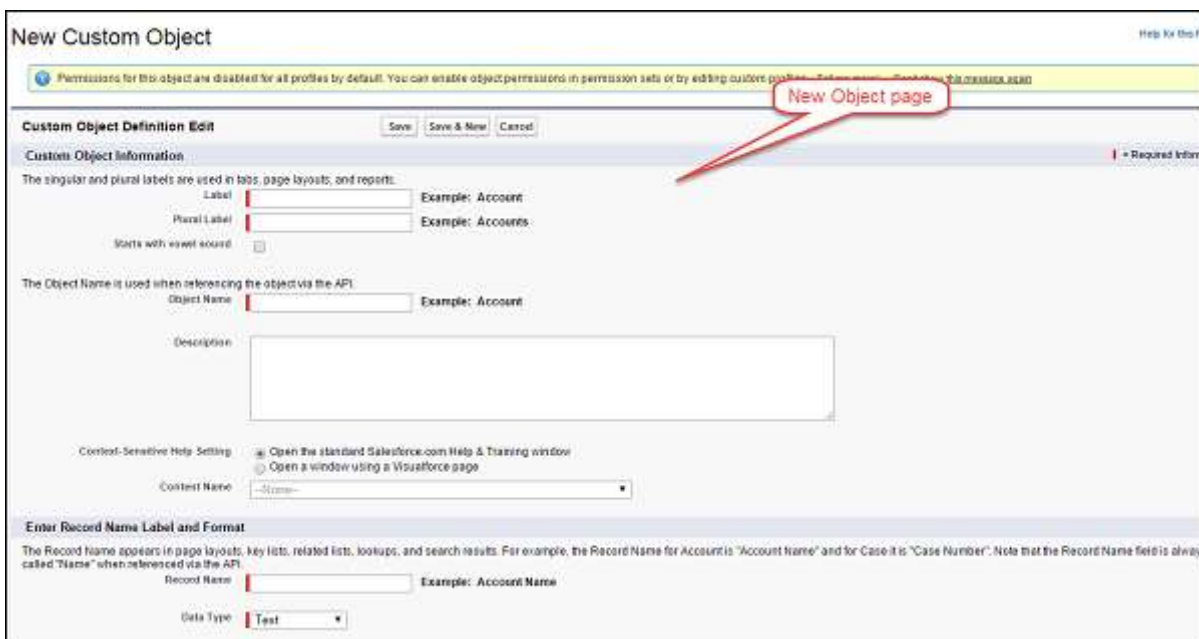 New Custom Object
Help for this
Permissions for this object are disabled for all profiles by default. You can enable object permissions in permission sets or by editing custom this message again
New Object page
Custom Object Definition Edit
Save
Save & New
Cancel
Custom Object Information
= Required Infor
The singular and plural labels are used in tabs, page layouts, and reports.
Label
Example: Account
Plural Label
Example: Accounts
Starts with vowel sound
The Object Name is used when referencing the object via the API.
Object Name
Example: Account
Description
Context-Sensitive Help Setting
Open the standard Salesforce.com Help & Training window
Open a window using a Visualforce page
Content Name
--None--
Enter Record Name Label and Format
The Record Name appears in page layouts, key lists, related lists, lookups, and search results. For example, the Record Name for Account is "Account Name" and for Case it is "Case Number". Note that the Record Name field is alway
called "Name" when referenced via the API.
Record Name
Example: Account Name
Data Type
Text